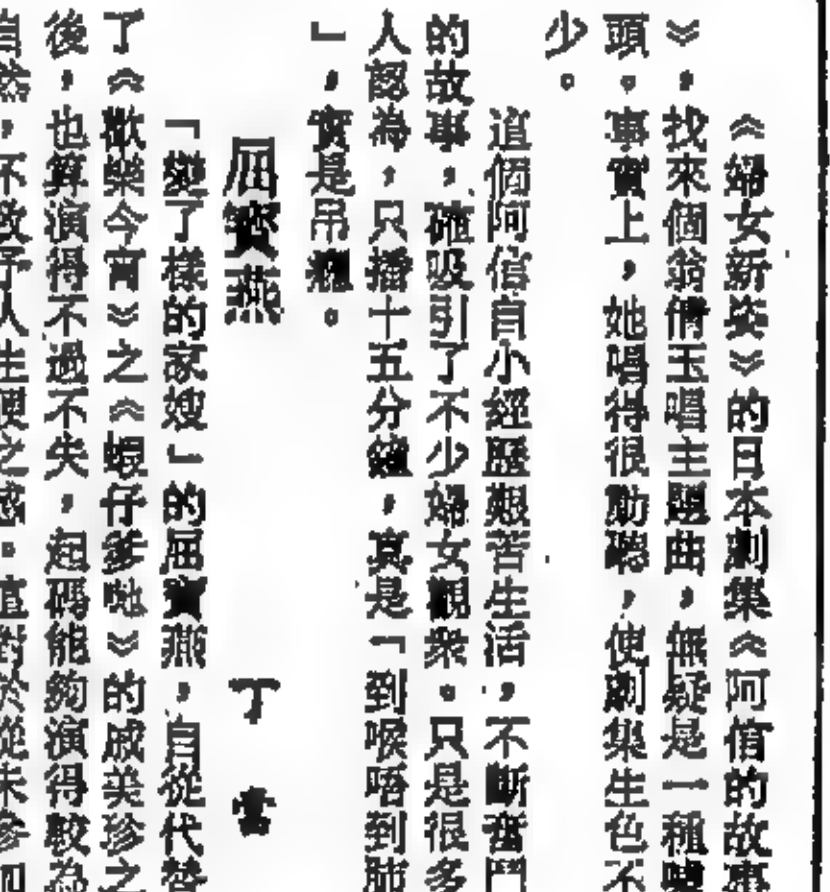 《婦女新姿》的日本劇集《阿信的故事
》，找來個翁倩玉唱主題曲，無疑是一種噱
頭。事實上，她唱得很動聽，使劇集生色不
少。
這個阿信自小經歷艱苦生活，不斷奮鬥
的故事，確吸引了不少婦女觀衆。只是很多
人認為，只播十五分鐘，真是「到喉唔到肺
」，實是吊癮。
屈寶燕
丁當
「變了樣的家嫂」的屈寶燕，自從代替
了《歡樂今宵》之《蝦仔爹哋》的戚美珍之
後，也算演得不過不失，起碼能夠演得較為
自然，不致予人生硬之感。這對於從未參加